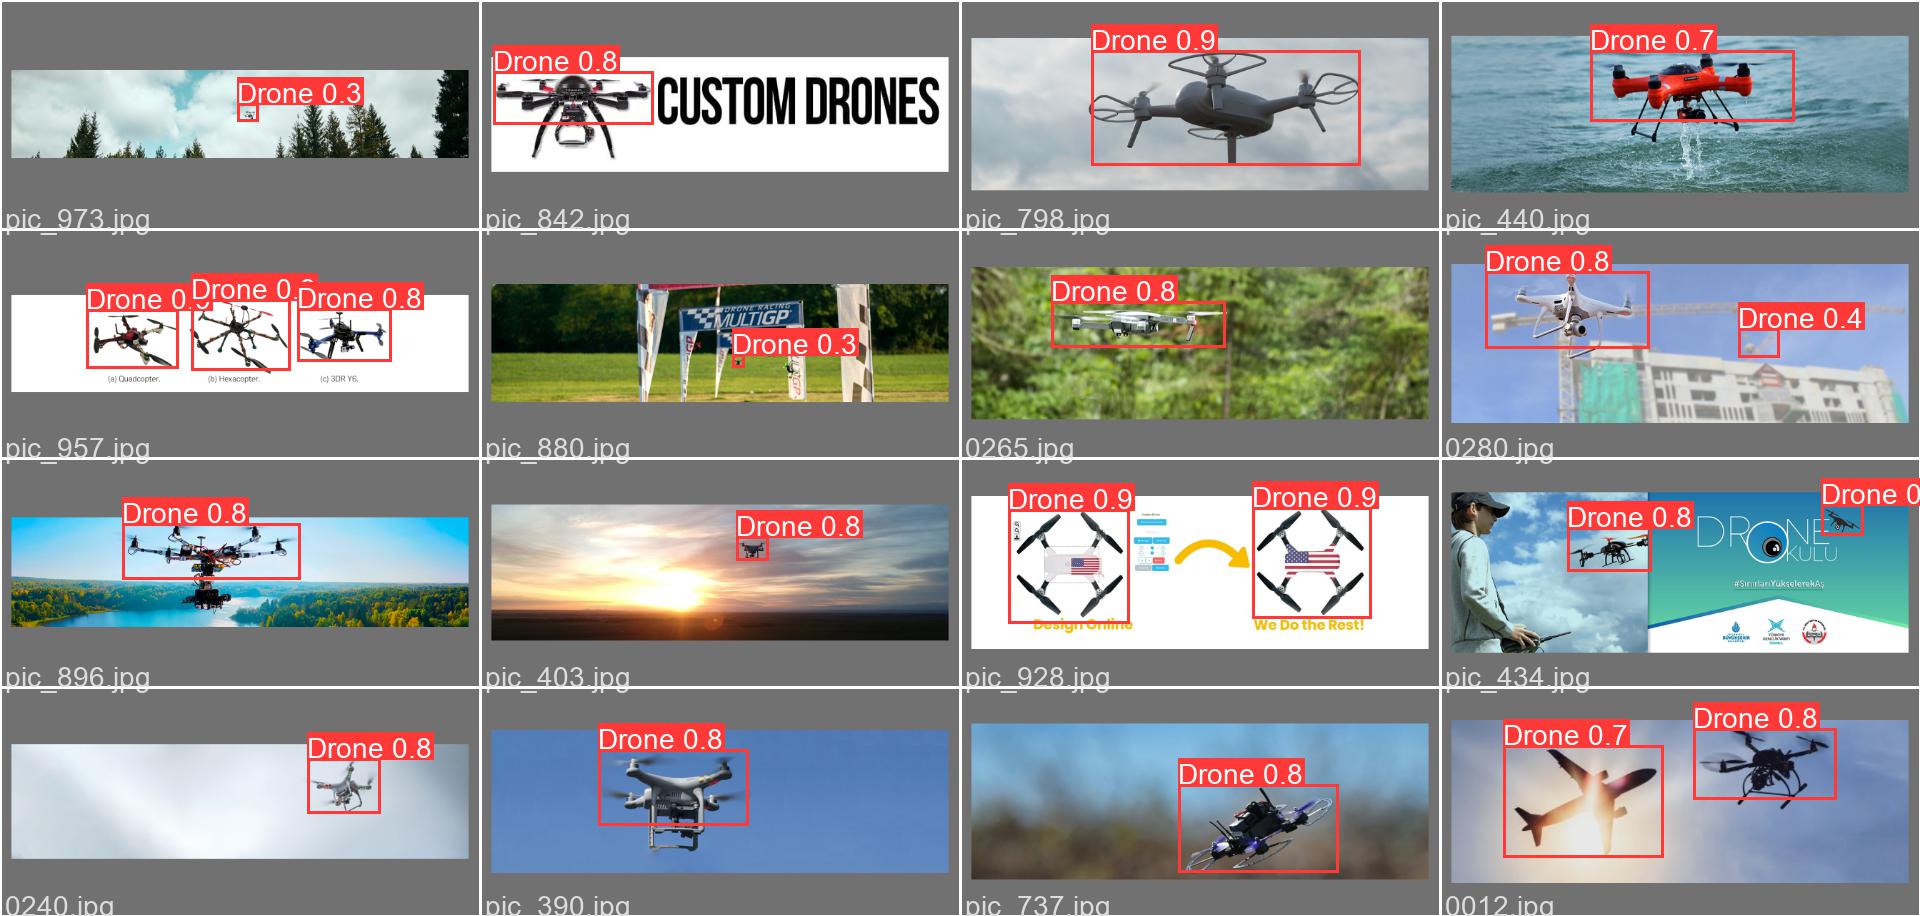 Drone 0.3
pic_973.jpg
Drone 0.8
CUSTOM DRONES
pic_842.jpg
Drone 0.9
pic_798.jpg
Drone 0.7
pic_440.jpg
Drone
Drone
Drone 0.8
(a) Quadcopter.
(b) Hexacopter.
(c) 3DR Y6.
pic_957.jpg
DRONE RACING
MULTIGP
Drone 0.3
pic_880.jpg
Drone 0.8
0265.jpg
Drone 0.8
Drone 0.4
0280.jpg
Drone 0.8
pic_896.jpg
Drone 0.8
pic_403.jpg
Drone 0.9
Drone 0.9
Design Online
We Do the Rest!
pic_928.jpg
Drone 0
Drone 0.8
DRONE
OKULU
#SınırlarıYükselerekAş
pic_434.jpg
Drone 0.8
0240.jpg
Drone 0.8
pic_390.jpg
Drone 0.8
pic_737.jpg
Drone 0.7
Drone 0.8
0012.jpg